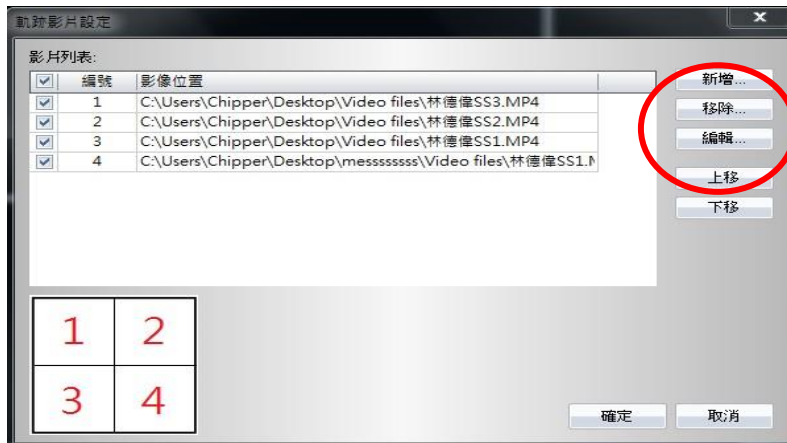 軌跡影片設定
x
影片列表:
編號 影像位置
1 C:\Users\Chipper\Desktop\Video files\林德偉SS3.MP4
2 C:\Users\Chipper\Desktop\Video files\林德偉SS2.MP4
3 C:\Users\Chipper\Desktop\Video files\林德偉SS1.MP4
4 C:\Users\Chipper\Desktop\messsssssss\Video files\林德偉SS1.M
新增...
移除...
編輯...
上移
下移
1 2
3 4
確定 取消